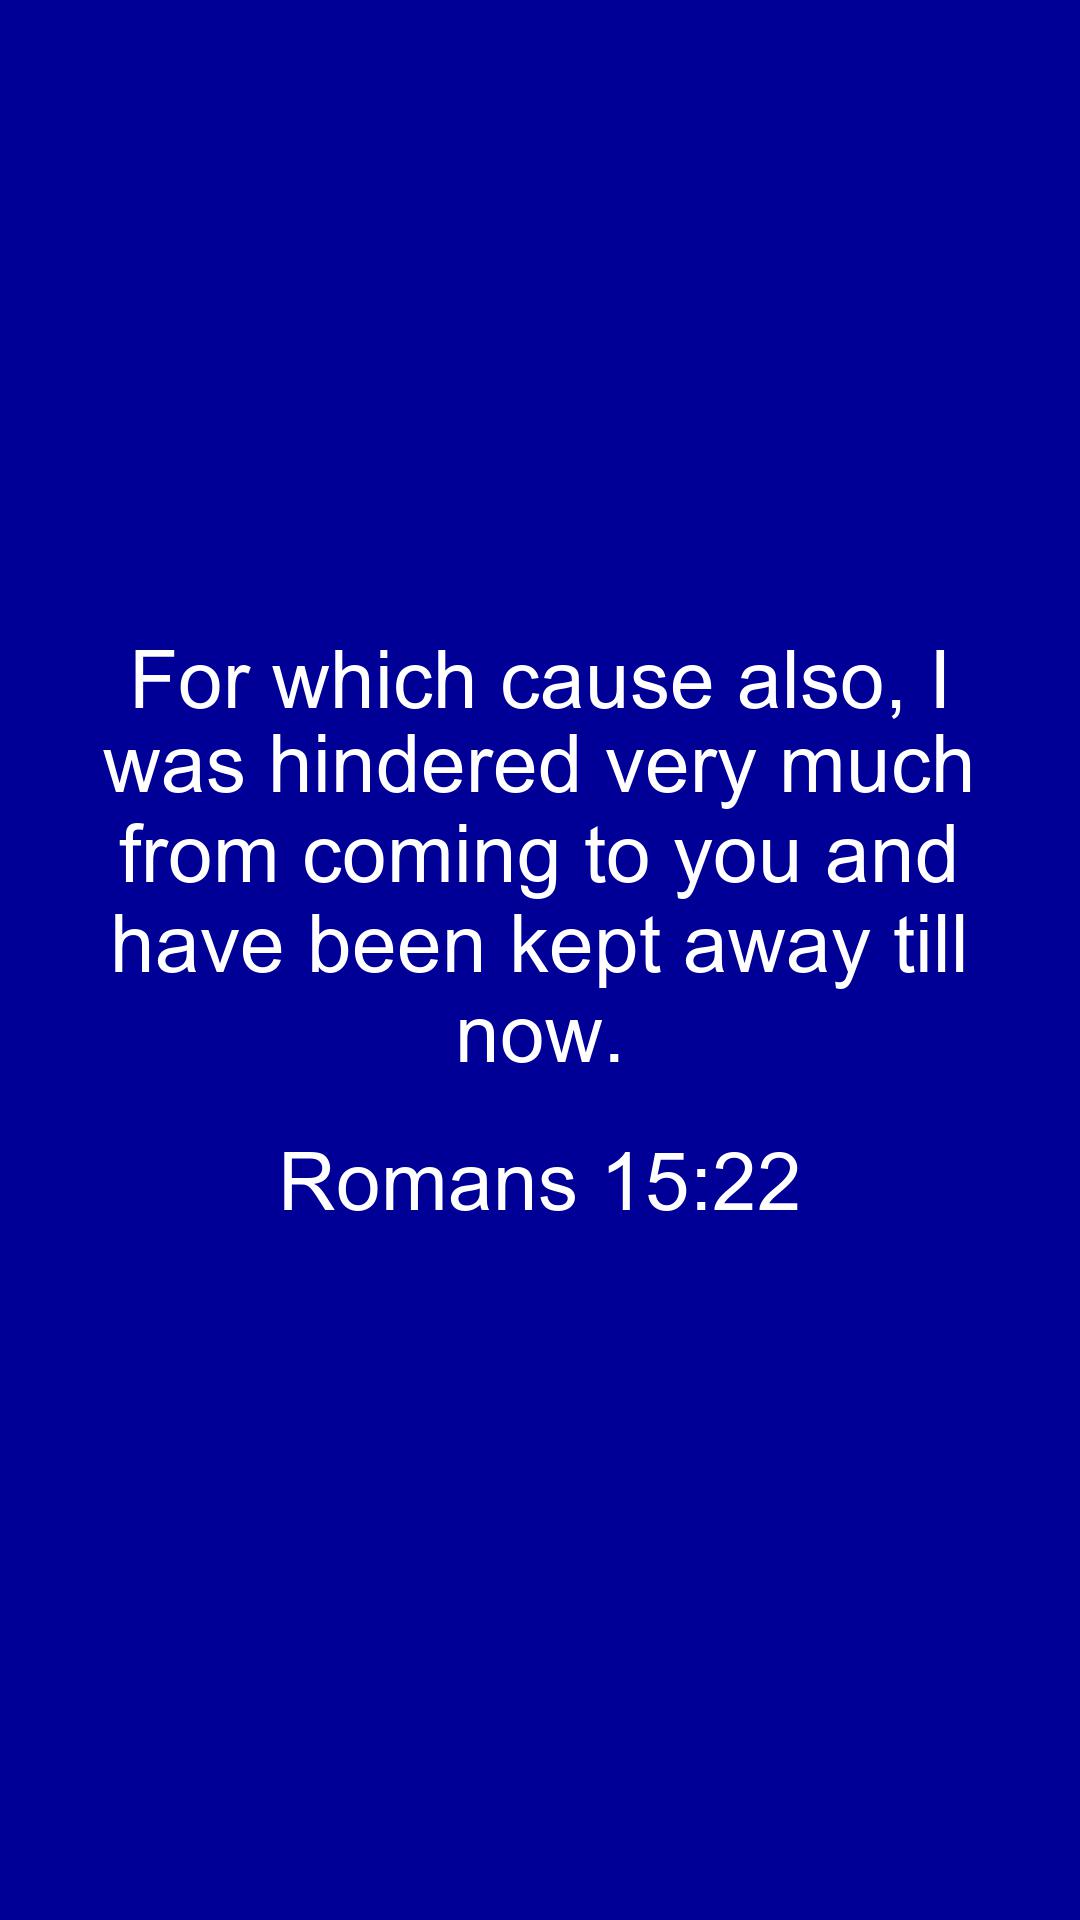 For which cause also, I
was hindered very much
from coming to you and
have been kept away till
now.
Romans 15:22